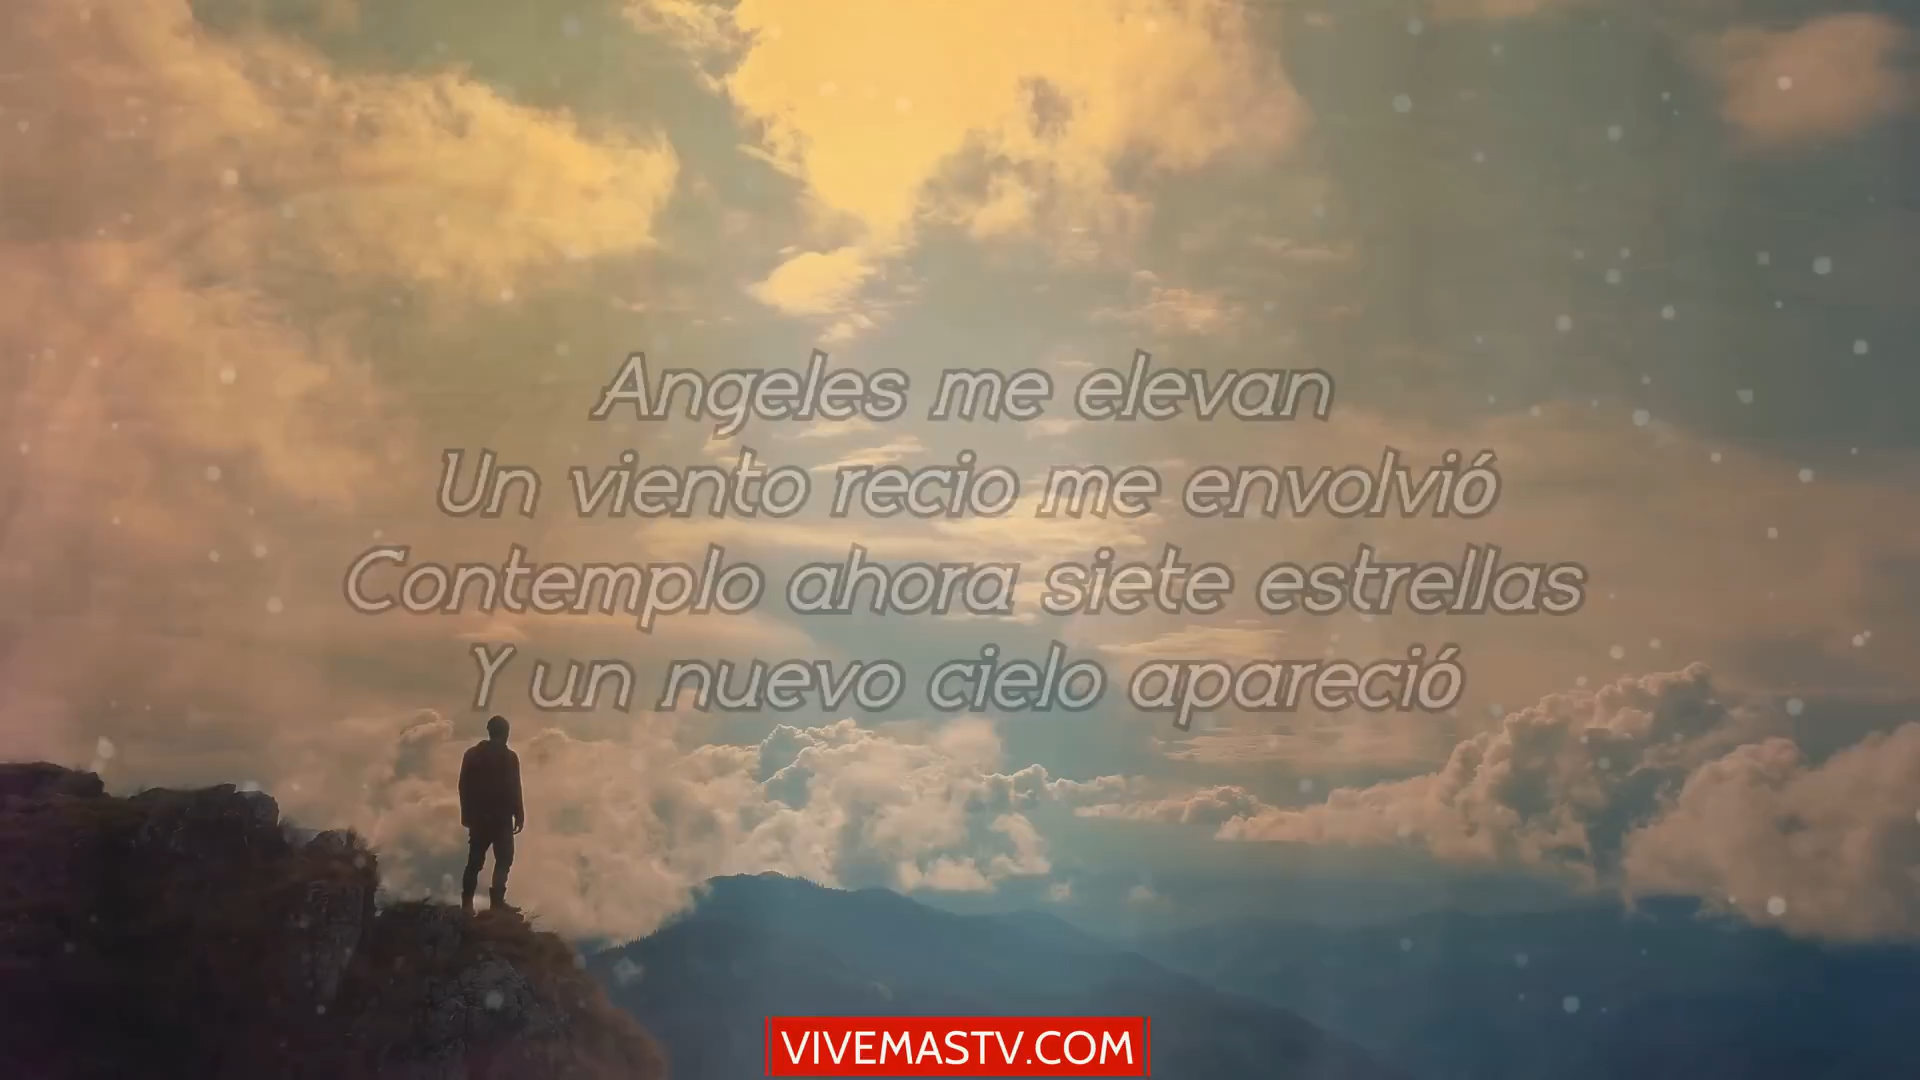 Angeles me elevan
Un viento recio me envolvió
Contemplo ahora siete estrellas
Y un nuevo cielo apareció
VIVEMASTV.COM